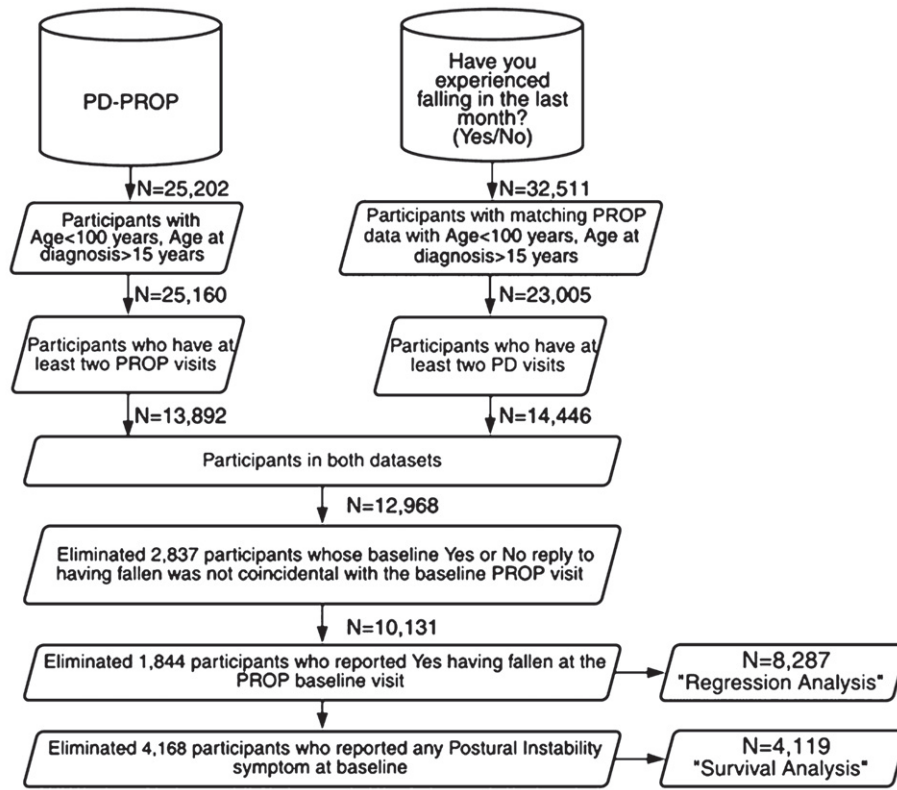 PD-PROP
Have you
experienced
falling in the last
month?
(Yes/No)
N=25,202
N=32,511
Participants with
Age<100 years, Age at
diagnosis>15 years
Participants with matching PROP
data with Age<100 years, Age at
diagnosis>15 years
N=25,160
N=23,005
Participants who have at
least two PROP visits
Participants who have at
least two PD visits
N=13,892
N=14,446
Participants in both datasets
N=12,968
Eliminated 2,837 participants whose baseline Yes or No reply to
having fallen was not coincidental with the baseline PROP visit
N=10,131
Eliminated 1,844 participants who reported Yes having fallen at the
PROP baseline visit
N=8,287
"Regression Analysis"
Eliminated 4,168 participants who reported any Postural Instability
symptom at baseline
N=4,119
"Survival Analysis"